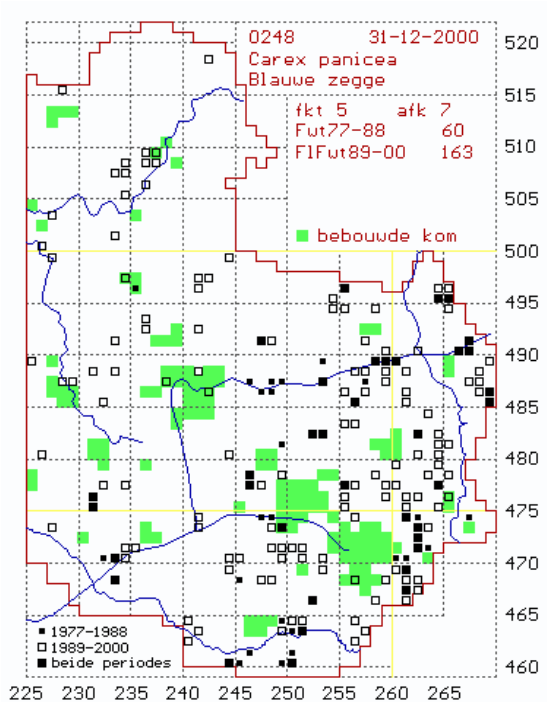 0248 31-12-2000
Carex panicea
Blauwe zegge
fkt 5 afk 7
Fwt77-88 60
FlFwt89-00 163
bebouwde kom
520
515
510
505
500
495
490
485
480
475
470
465
460
1977-1988
1989-2000
beide periodes
225 230 235 240 245 250 255 260 265